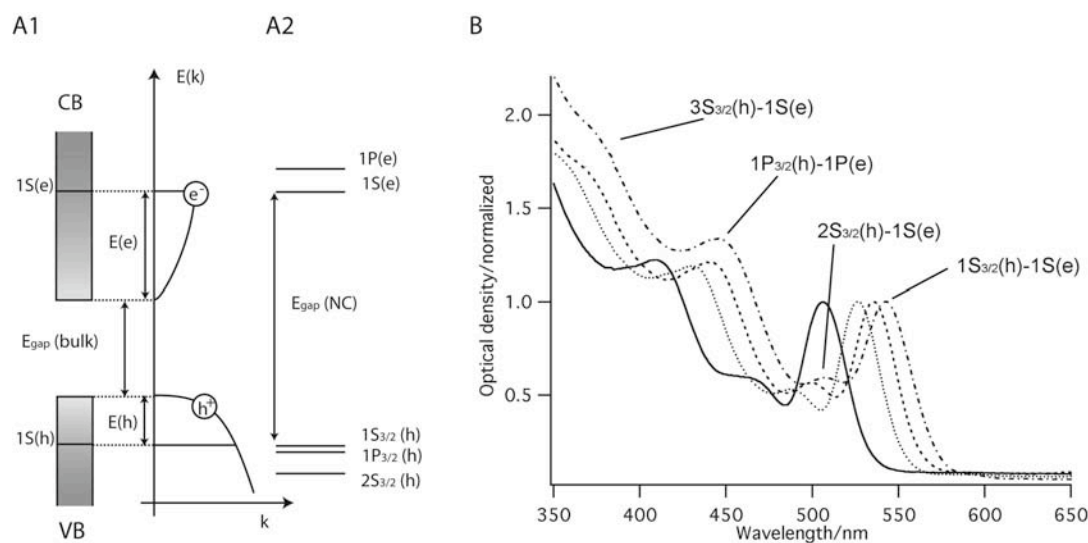 A1
A2
B
E(k)
CB
1S(e)
e-
E(e)
Egap (bulk)
h+
E(h)
1S(h)
VB
k
1P(e)
1S(e)
Egap (NC)
1S3/2 (h)
1P3/2 (h)
2S3/2 (h)
Optical density/normalized
2.0
1.5
1.0
0.5
3S3/2(h)-1S(e)
1P3/2(h)-1P(e)
2S3/2(h)-1S(e)
1S3/2(h)-1S(e)
350 400 450 500 550 600 650
Wavelength/nm